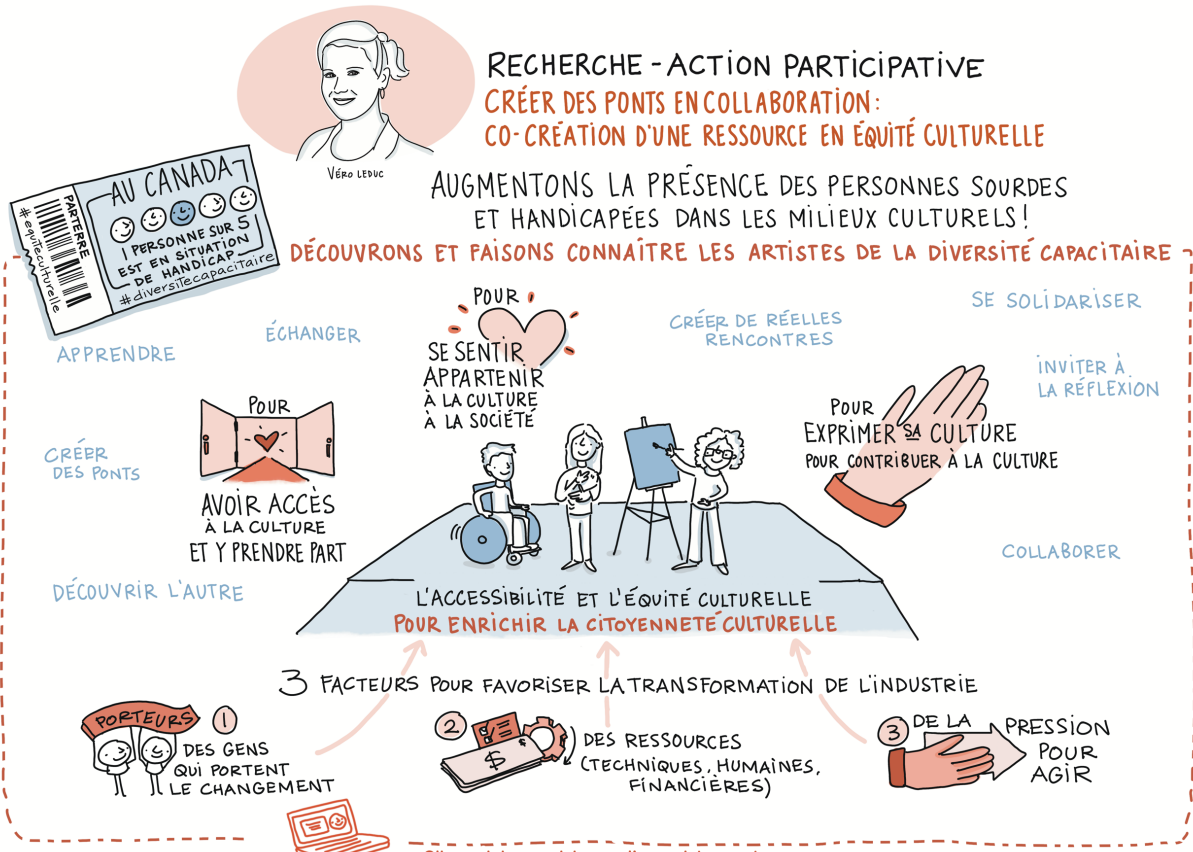 RECHERCHE - ACTION PARTICIPATIVE
CRÉER DES PONTS EN COLLABORATION :
CO-CRÉATION D'UNE RESSOURCE EN ÉQUITÉ CULTURELLE
VÉRO LEDUC
AUGMENTONS LA PRÉSENCE DES PERSONNES SOURDES
ET HANDICAPÉES DANS LES MILIEUX CULTURELS !
DÉCOUVRONS ET FAISONS CONNAÎTRE LES ARTISTES DE LA DIVERSITÉ CAPACITAIRE
#equiteculturelle
PARTERRE
AU CANADA
1 PERSONNE SUR 5
EST EN SITUATION
DE HANDICAP
#diversitecapacitaire
APPRENDRE
ÉCHANGER
POUR
SE SENTIR
APPARTENIR
À LA CULTURE
À LA SOCIÉTÉ
CRÉER DE RÉELLES
RENCONTRES
SE SOLIDARISER
INVITER À
LA RÉFLEXION
CRÉER
DES PONTS
POUR
AVOIR ACCÈS
À LA CULTURE
ET Y PRENDRE PART
POUR
EXPRIMER SA CULTURE
POUR CONTRIBUER À LA CULTURE
COLLABORER
DÉCOUVRIR L'AUTRE
L'ACCESSIBILITÉ ET L'ÉQUITÉ CULTURELLE
POUR ENRICHIR LA CITOYENNETÉ CULTURELLE
3 FACTEURS POUR FAVORISER LA TRANSFORMATION DE L'INDUSTRIE
PORTEURS
1
DES GENS
QUI PORTENT
LE CHANGEMENT
2
$
$
DES RESSOURCES
(TECHNIQUES, HUMAINES,
FINANCIÈRES)
3
DE LA
PRESSION
POUR
AGIR